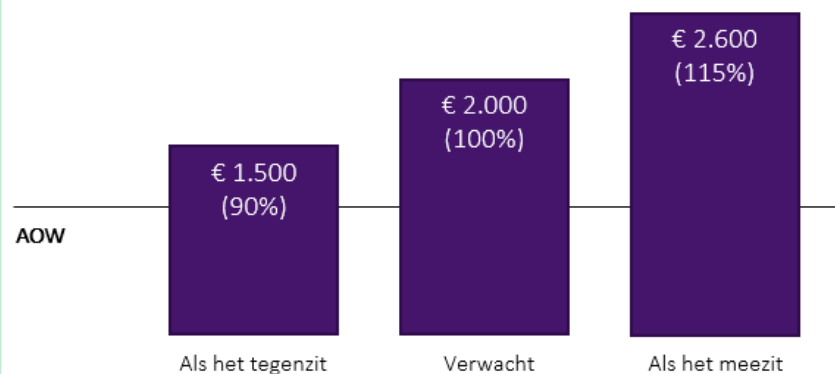 € 2.600
(115%)
€ 2.000
(100%)
€ 1.500
(90%)
AOW
Als het tegenzit
Verwacht
Als het meezit